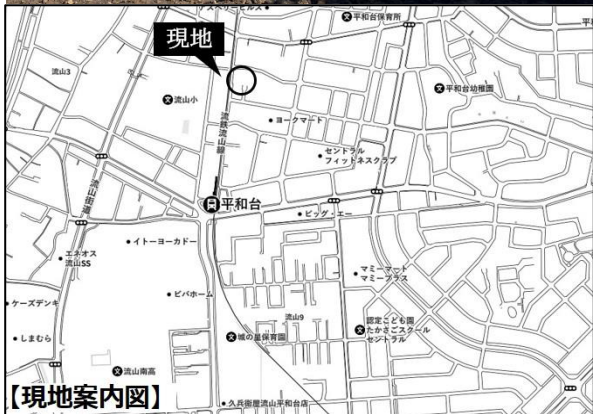 平和台保育所
現地
流山3
流山小
平和台幼稚園
流鉄流山線
ヨークマート
セントラル
フィットネスクラブ
流山街道
平和台
ビッグ・エー
イトーヨーカドー
エネオス
流山SS
マミーマート
マミープラス
ケーズデンキ
ビバホーム
流山9
しまむら
城の星保育園
認定こども園
たかさごスクール
セントラル
流山南高
【現地案内図】
久兵衛屋流山平和台店